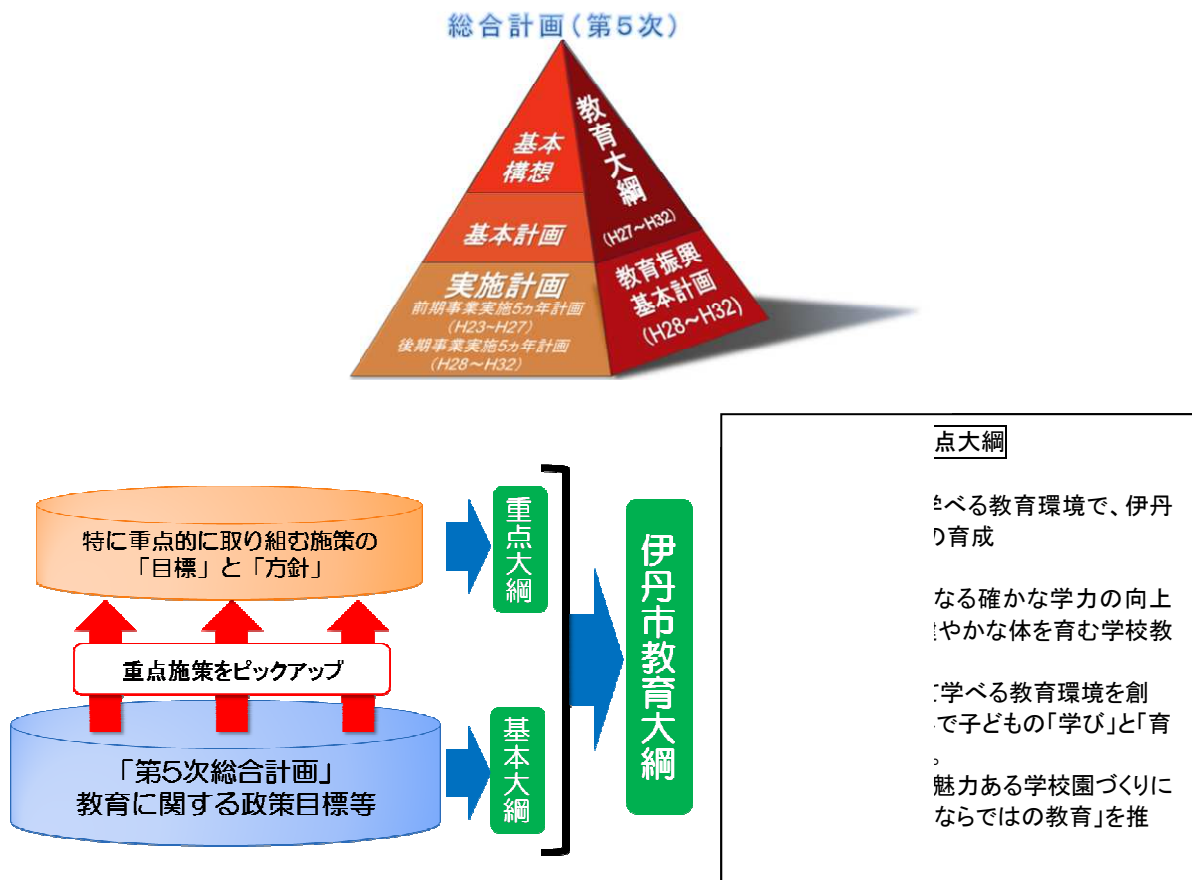 総合計画(第5次)
基本
構想
基本計画
実施計画
前期事業実施5ヵ年計画
(H23~H27)
後期事業実施5ヵ年計画
(H28~H32)
教育大綱
(H27~H32)
教育振興
基本計画
(H28~H32)
特に重点的に取り組む施策の
「目標」と「方針」
重点施策をピックアップ
「第5次総合計画」
教育に関する政策目標等
重点大綱
基本大綱
伊丹市教育大綱
点大綱
べる教育環境で、伊丹
の育成
なる確かな学力の向上
やかな体を育む学校教
て学べる教育環境を創
で子どもの「学び」と「育
。
魅力ある学校園づくりに
ならではの教育」を推